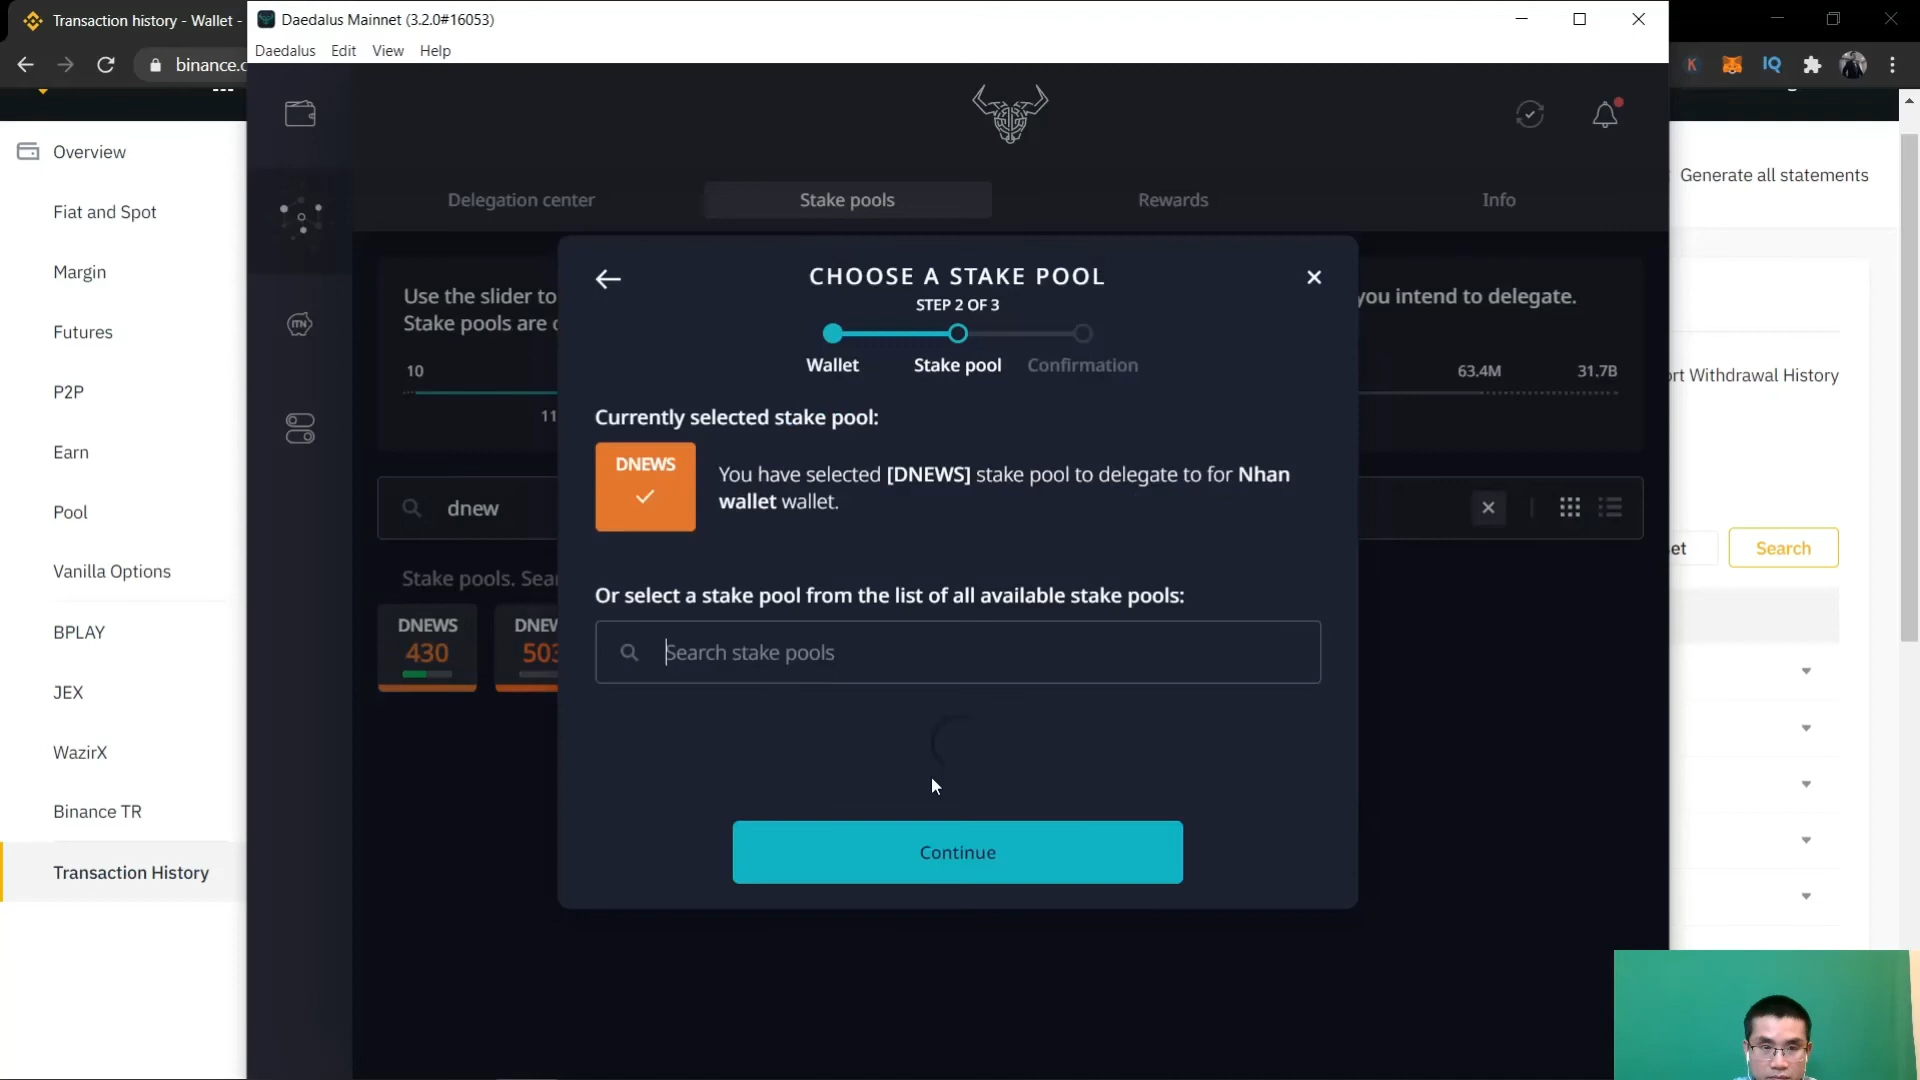 Transaction history - Wallet -
binance.c
Daedalus Mainnet (3.2.0#16053)
Daedalus Edit View Help
K
IQ
Overview
Fiat and Spot
Margin
Futures
P2P
Earn
Pool
Vanilla Options
BPLAY
JEX
WazirX
Binance TR
Transaction History
ITN
Delegation center Stake pools Rewards Info
Use the slider to
you intend to delegate.
Stake pools are
10
63.4M 31.7B
11
dnew
Stake pools. Sear
DNEWS
430
DNEW
503
CHOOSE A STAKE POOL
STEP 2 OF 3
Wallet Stake pool Confirmation
Currently selected stake pool:
DNEWS
You have selected [DNEWS] stake pool to delegate to for Nhan
wallet wallet.
Or select a stake pool from the list of all available stake pools:
Search stake pools
Continue
Generate all statements
ort Withdrawal History
et
Search